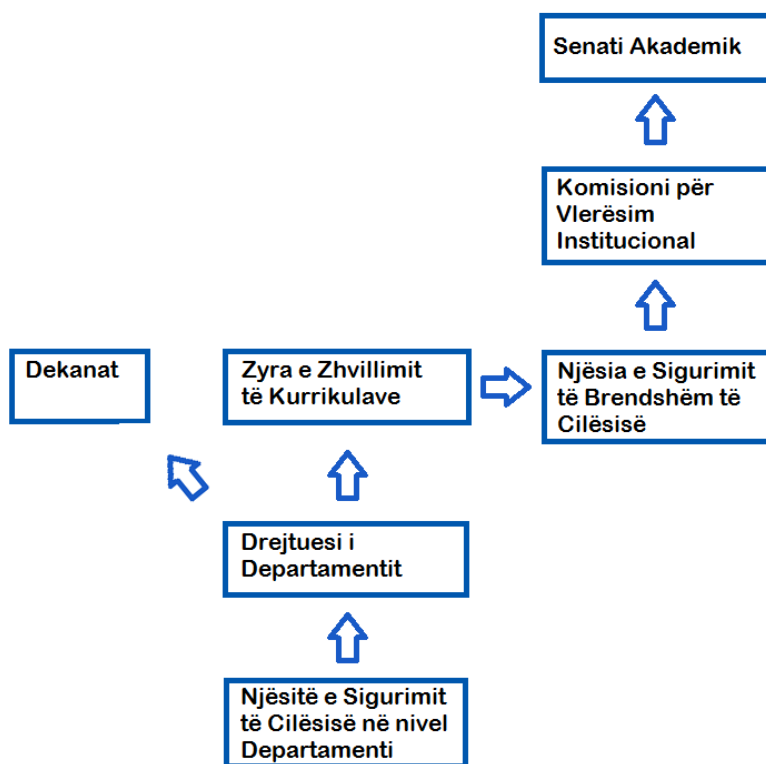 Senati Akademik
Komisioni për
Vlerësim
Institucional
Dekanat
Zyra e Zhvillimit
të Kurrikulave
Njësia e Sigurimit
të Brendshëm të
Cilësisë
Drejtuesi i
Departamentit
Njësitë e Sigurimit
të Cilësisë në nivel
Departamenti